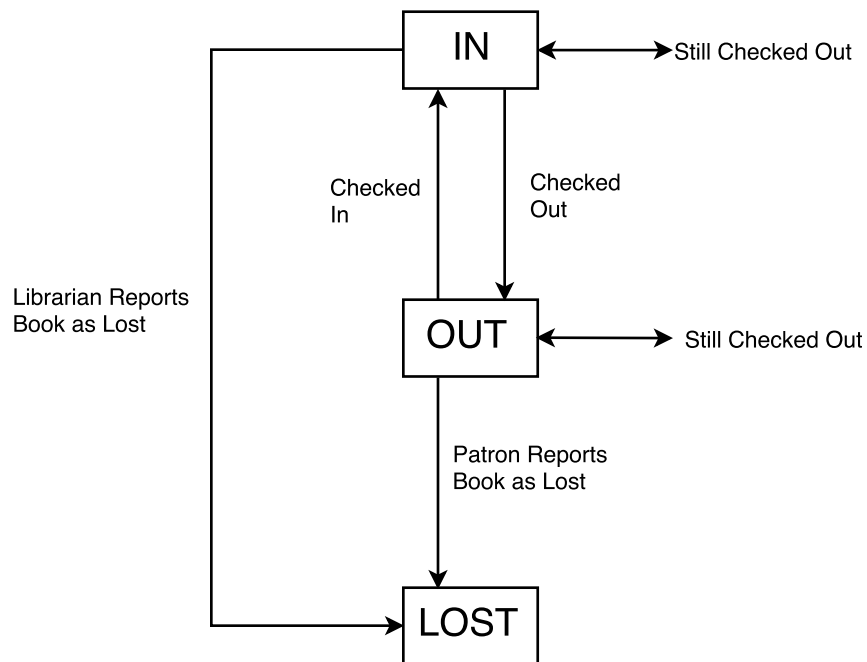 IN
Still Checked Out
Checked
In
Checked
Out
Librarian Reports
Book as Lost
OUT
Still Checked Out
Patron Reports
Book as Lost
LOST